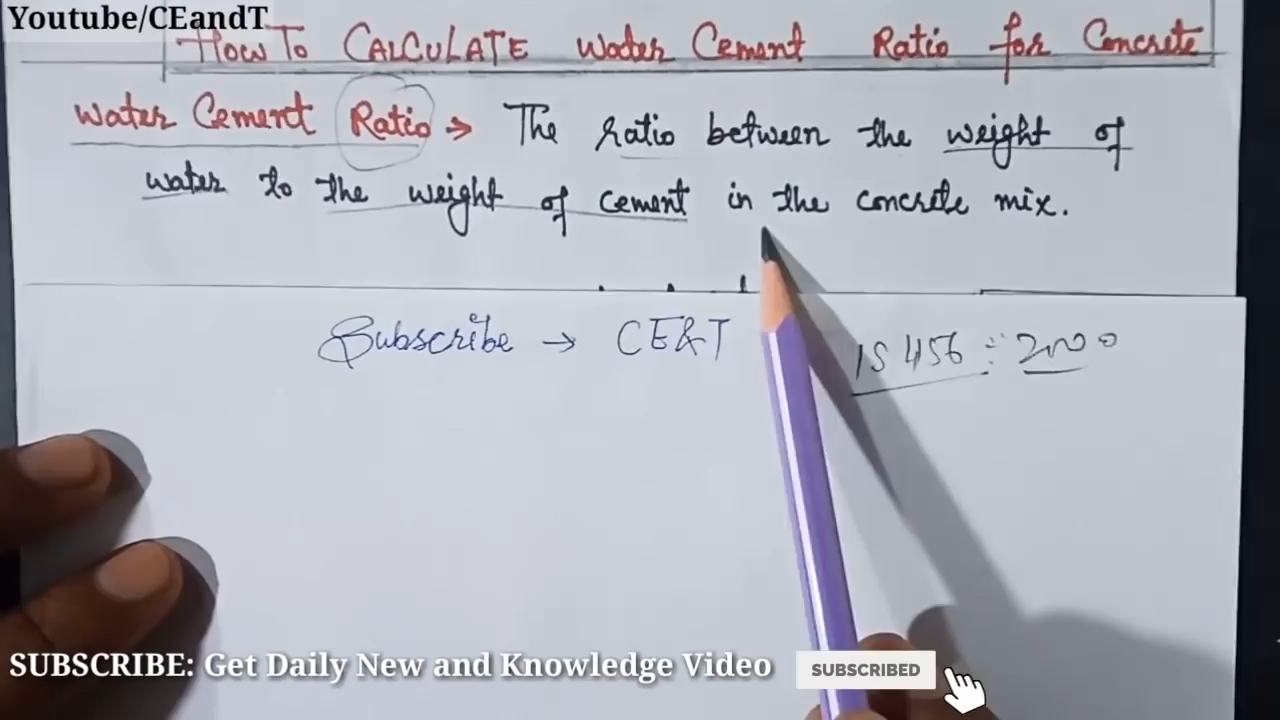 Youtube/CEandT
How To CALCULATE Water Cement Ratio for Concrete
Water Cement Ratio → The ratio between the weight of
water to the weight of cement in the concrete mix.
Subscribe → CE&T
IS 456 : 2000
SUBSCRIBE: Get Daily New and Knowledge Video
SUBSCRIBED